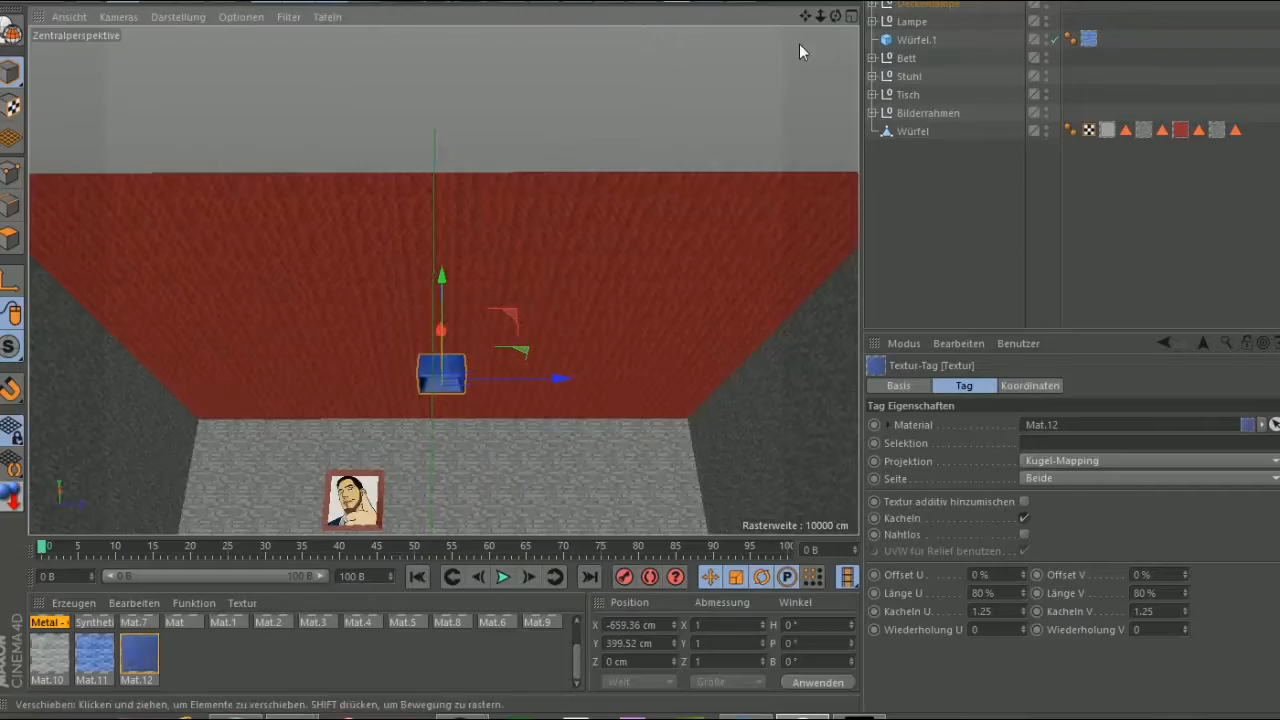 Ansicht Kameras Darstellung Optionen Filter Tafeln
Zentralperspektive
Rasterweite : 10000 cm
Deckenlampe
Lampe
Würfel.1
Bett
Stuhl
Tisch
Bilderrahmen
Würfel
Modus Bearbeiten Benutzer
Textur-Tag [Textur]
Basis Tag Koordinaten
Tag Eigenschaften
Material Mat.12
Selektion
Projektion Kugel-Mapping
Seite Beide
Textur additiv hinzumischen
Kacheln
Nahtlos
UVW für Relief benutzen
Offset U 0 % Offset V 0 %
Länge U 80 % Länge V 80 %
Kacheln U 1.25 Kacheln V 1.25
Wiederholung U 0 Wiederholung V 0
0 5 10 15 20 25 30 35 40 45 50 55 60 65 70 75 80 85 90 95 100 0 B
0 B 0 B 100 B 100 B
Erzeugen Bearbeiten Funktion Textur
Metal - Syntheti Mat.7 Mat Mat.1 Mat.2 Mat.3 Mat.4 Mat.5 Mat.8 Mat.6 Mat.9
Mat.10 Mat.11 Mat.12
Position Abmessung Winkel
X -659.36 cm X 1 H 0 °
Y 399.52 cm Y 1 P 0 °
Z 0 cm Z 1 B 0 °
Welt Größe Anwenden
MAXON CINEMA4D
Verschieben: Klicken und ziehen, um Elemente zu verschieben. SHIFT drücken, um Bewegung zu rastern.